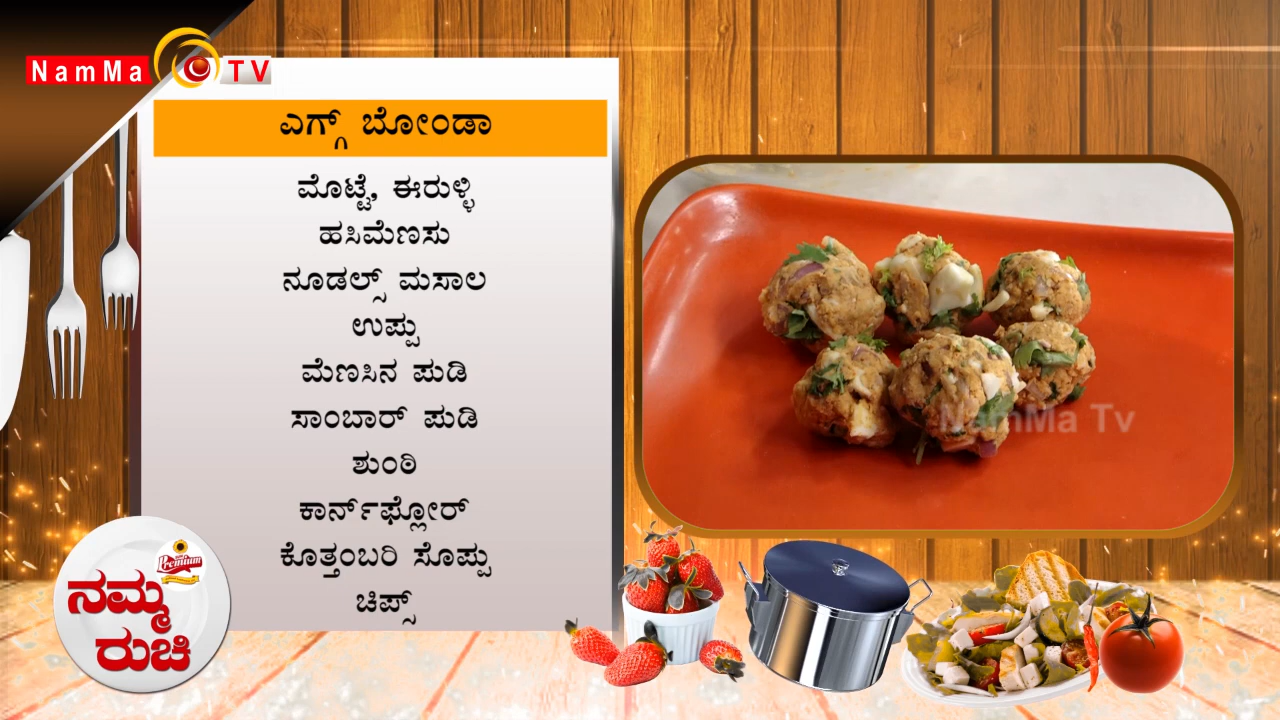 NamMa TV
ಎಗ್ಗ್ ಬೋಂಡಾ
ಮೊಟ್ಟೆ, ಈರುಳ್ಳಿ
ಹಸಿಮೆಣಸು
ನೂಡಲ್ಸ್ ಮಸಾಲ
ಉಪ್ಪು
ಮೆಣಸಿನ ಪುಡಿ
ಸಾಂಬಾರ್ ಪುಡಿ
ಶುಂಠಿ
ಕಾರ್ನ್‌ಫ್ಲೋರ್
ಕೊತ್ತಂಬರಿ ಸೊಪ್ಪು
ಚಿಪ್ಸ್
NamMa Tv
Premium
ನಮ್ಮ
ರುಚಿ